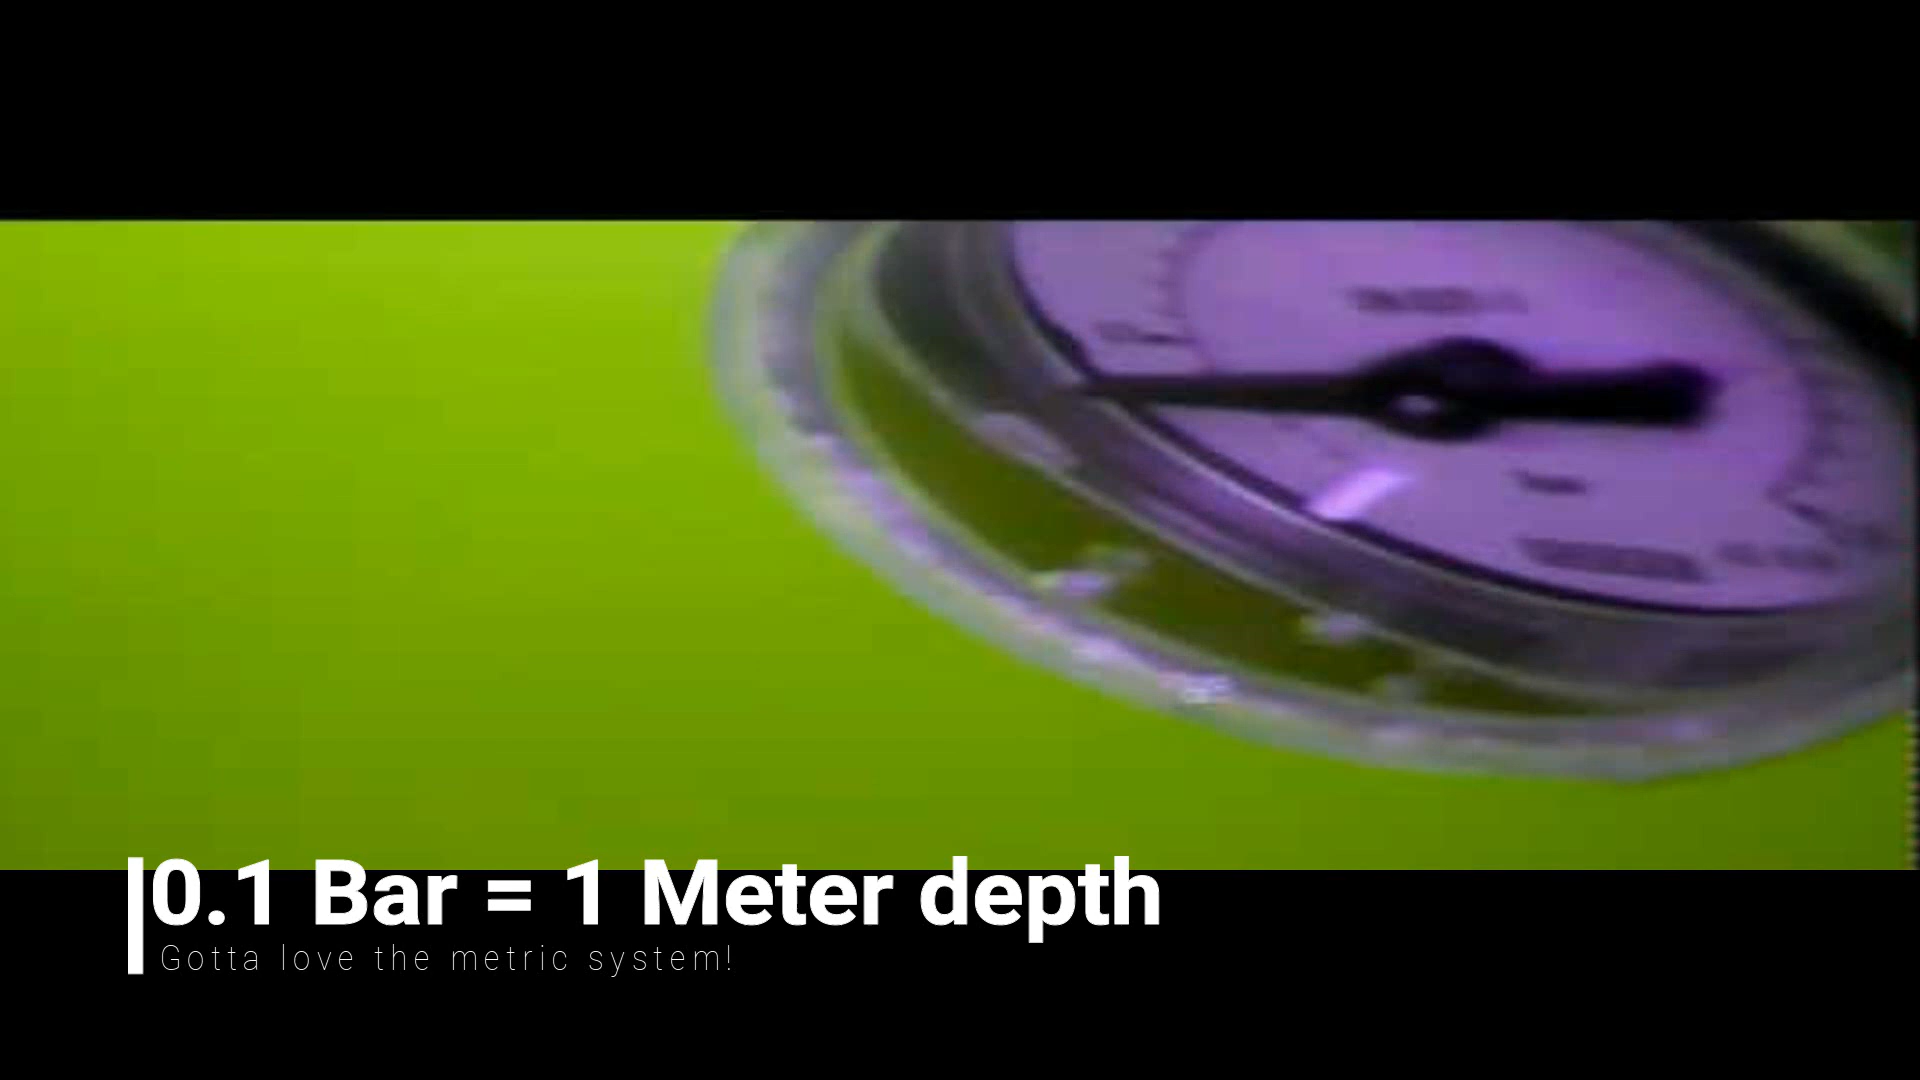 0.1 Bar = 1 Meter depth
Gotta love the metric system!